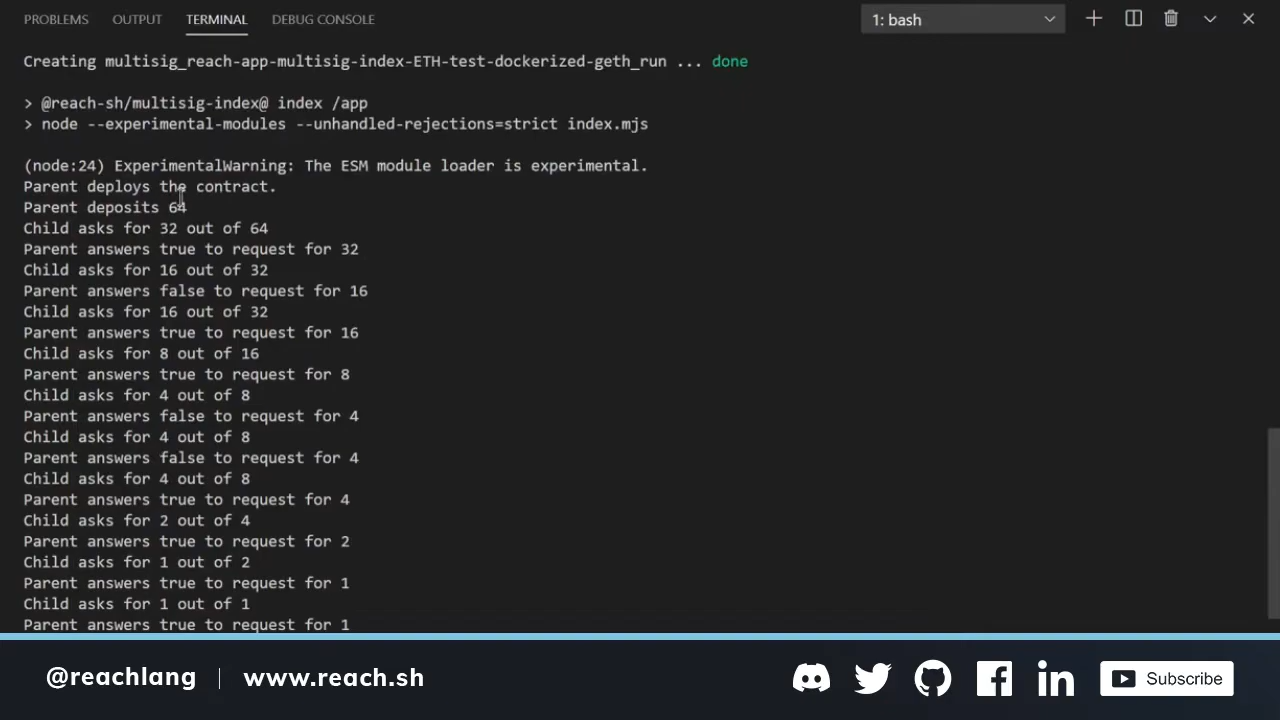 PROBLEMS OUTPUT TERMINAL DEBUG CONSOLE 1: bash
Creating multisig_reach-app-multisig-index-ETH-test-dockerized-geth_run ... done
> @reach-sh/multisig-index@ index /app
> node --experimental-modules --unhandled-rejections=strict index.mjs
(node:24) ExperimentalWarning: The ESM module loader is experimental.
Parent deploys the contract.
Parent deposits 64
Child asks for 32 out of 64
Parent answers true to request for 32
Child asks for 16 out of 32
Parent answers false to request for 16
Child asks for 16 out of 32
Parent answers true to request for 16
Child asks for 8 out of 16
Parent answers true to request for 8
Child asks for 4 out of 8
Parent answers false to request for 4
Child asks for 4 out of 8
Parent answers false to request for 4
Child asks for 4 out of 8
Parent answers true to request for 4
Child asks for 2 out of 4
Parent answers true to request for 2
Child asks for 1 out of 2
Parent answers true to request for 1
Child asks for 1 out of 1
Parent answers true to request for 1
@reachlang | www.reach.sh Subscribe